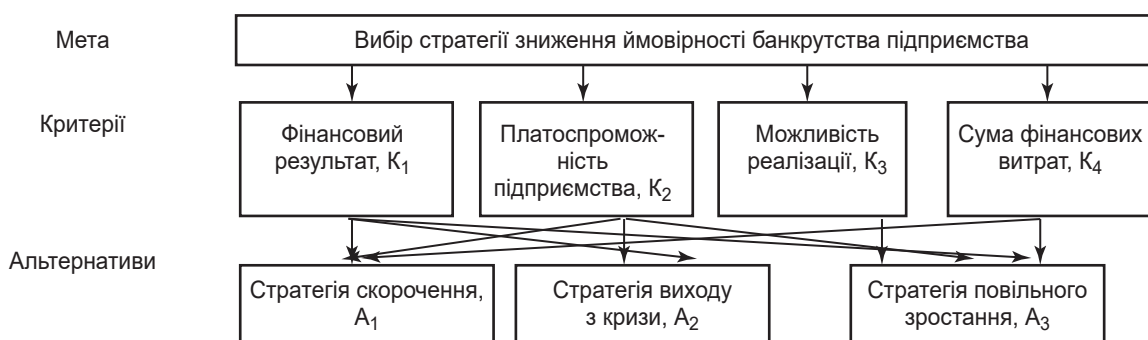 Мета
Вибір стратегії зниження ймовірності банкрутства підприємства
Критерії
Фінансовий
результат, К1
Платоспромож-
ність
підприємства, К2
Можливість
реалізації, К3
Сума фінансових
витрат, К4
Альтернативи
Стратегія скорочення,
А1
Стратегія виходу
з кризи, А2
Стратегія повільного
зростання, А3